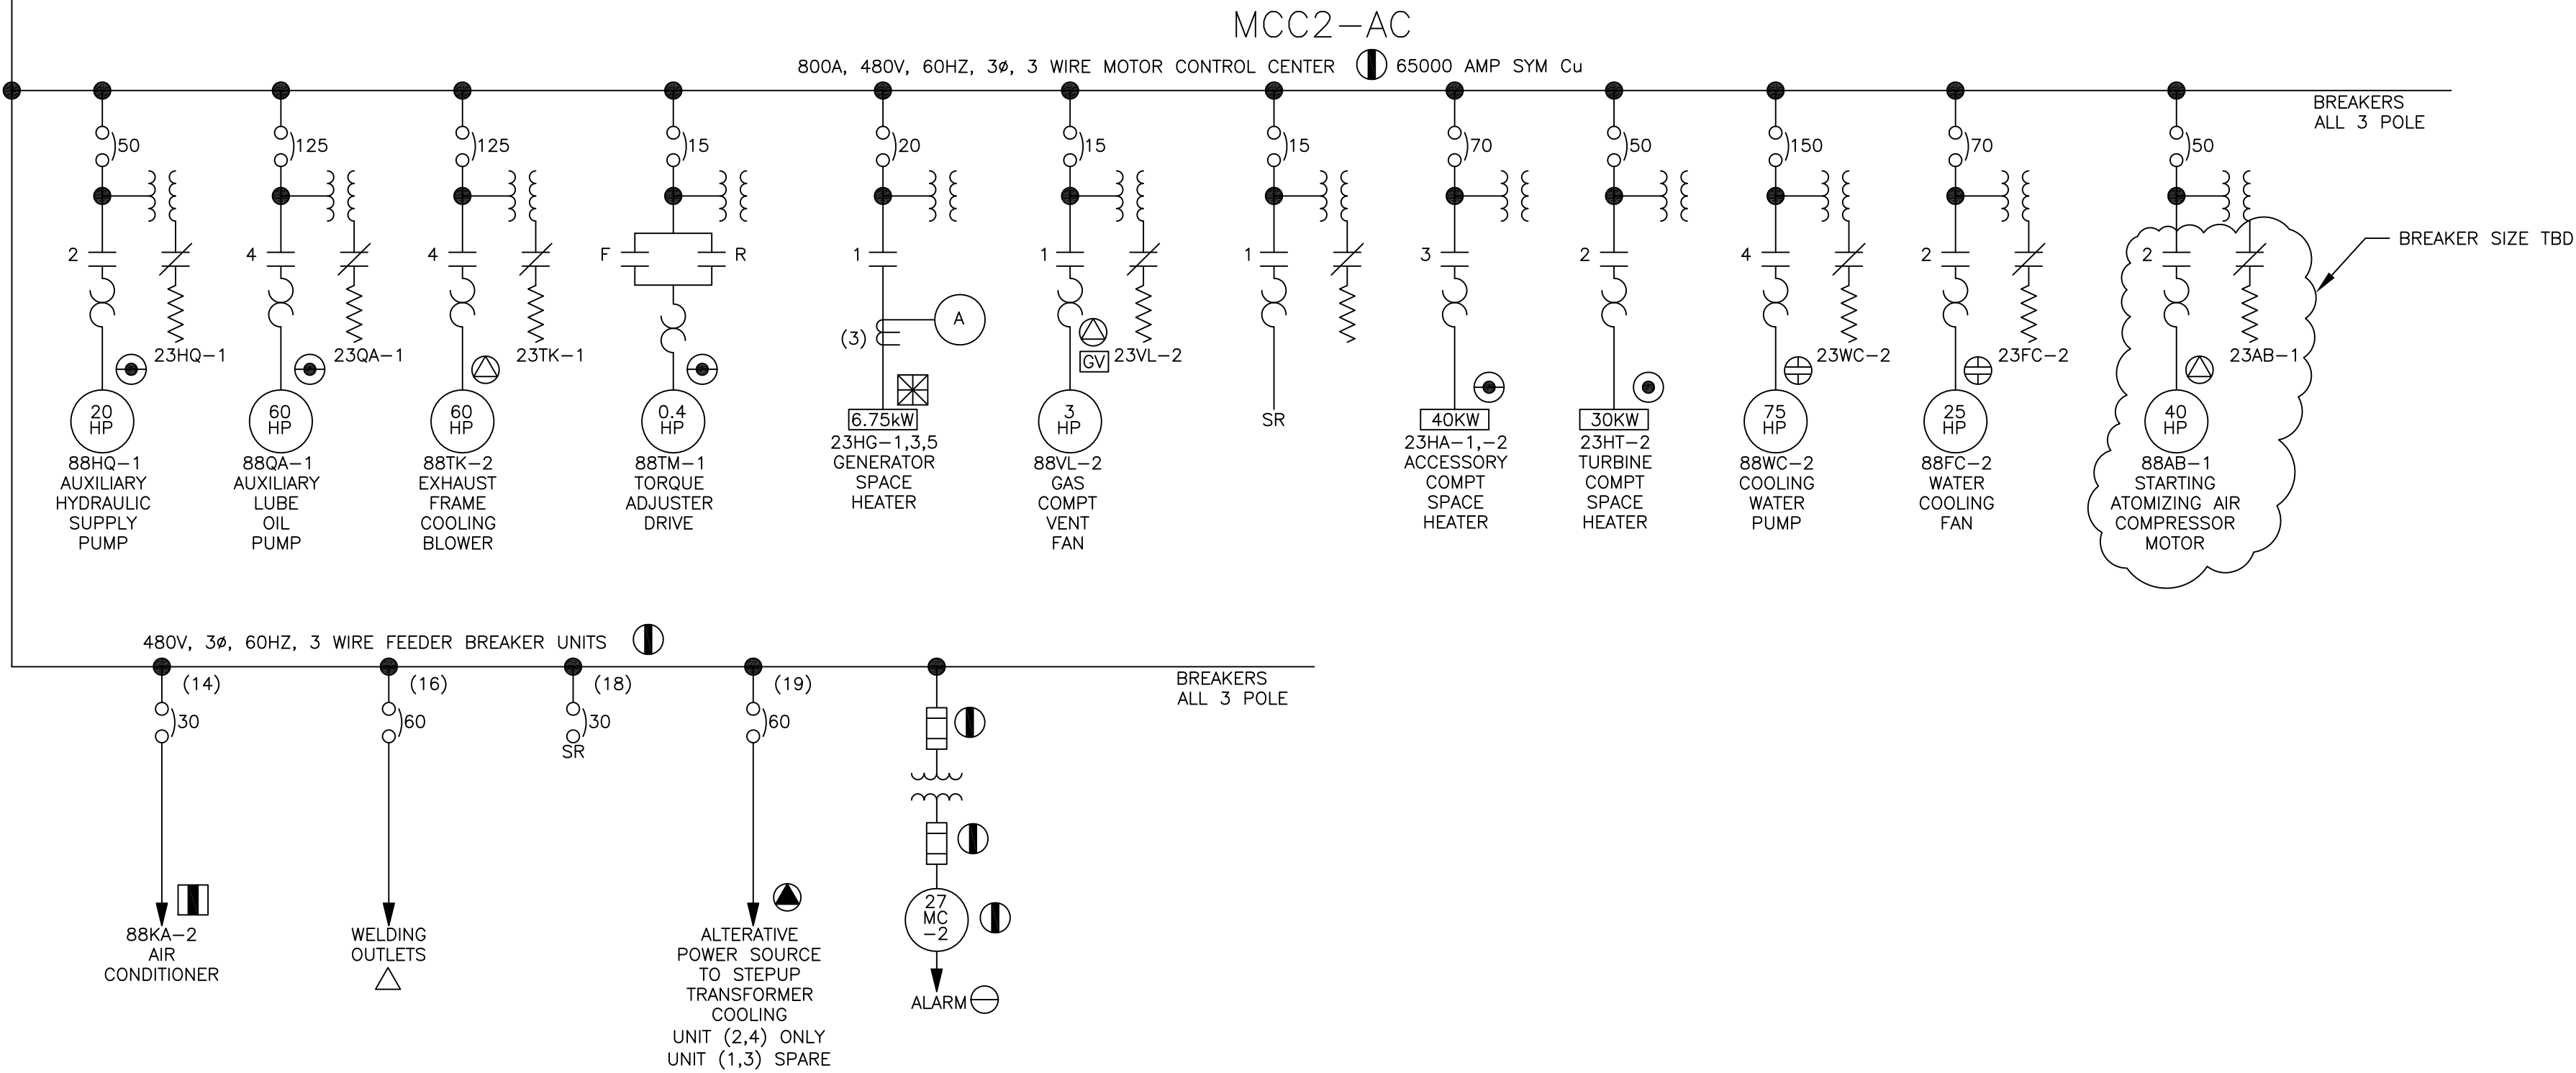 MCC2-AC
800A, 480V, 60HZ, 3ø, 3 WIRE MOTOR CONTROL CENTER
65000 AMP SYM Cu
BREAKERS
ALL 3 POLE
50
125
125
15
20
15
15
70
50
150
70
50
BREAKER SIZE TBD
2
4
4
F
R
1
1
1
3
2
4
2
2
(3)
A
23HQ-1
23QA-1
23TK-1
GV
23VL-2
23WC-2
23FC-2
23AB-1
20
HP
88HQ-1
AUXILIARY
HYDRAULIC
SUPPLY
PUMP
60
HP
88QA-1
AUXILIARY
LUBE
OIL
PUMP
60
HP
88TK-2
EXHAUST
FRAME
COOLING
BLOWER
0.4
HP
88TM-1
TORQUE
ADJUSTER
DRIVE
6.75kW
23HG-1,3,5
GENERATOR
SPACE
HEATER
3
HP
88VL-2
GAS
COMPT
VENT
FAN
SR
40KW
23HA-1,-2
ACCESSORY
COMPT
SPACE
HEATER
30KW
23HT-2
TURBINE
COMPT
SPACE
HEATER
75
HP
88WC-2
COOLING
WATER
PUMP
25
HP
88FC-2
WATER
COOLING
FAN
40
HP
88AB-1
STARTING
ATOMIZING AIR
COMPRESSOR
MOTOR
480V, 3ø, 60HZ, 3 WIRE FEEDER BREAKER UNITS
BREAKERS
ALL 3 POLE
(14)
30
88KA-2
AIR
CONDITIONER
(16)
60
WELDING
OUTLETS
(18)
30
SR
(19)
60
ALTERATIVE
POWER SOURCE
TO STEPUP
TRANSFORMER
COOLING
UNIT (2,4) ONLY
UNIT (1,3) SPARE
27
MC
-2
ALARM